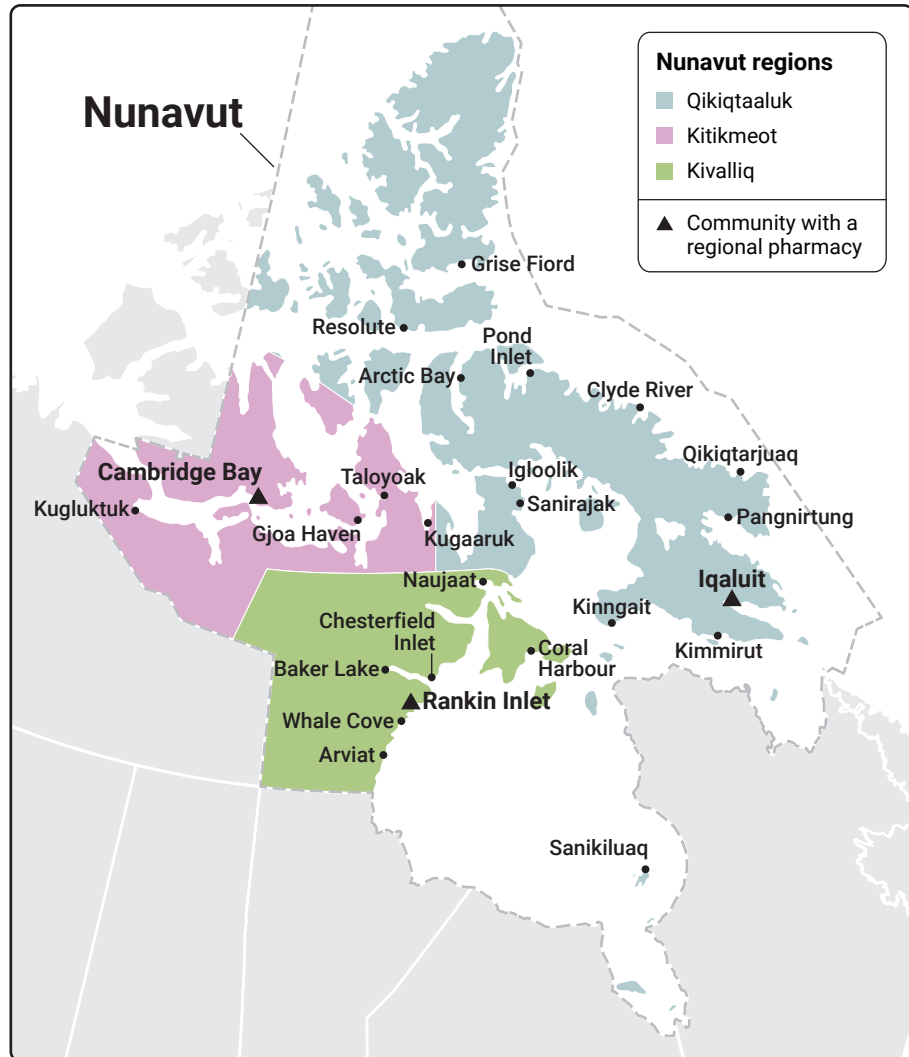 Nunavut
Nunavut regions
Qikiqtaaluk
Kitikmeot
Kivalliq
Community with a
regional pharmacy
Grise Fiord
Resolute
Pond
Inlet
Arctic Bay
Clyde River
Qikiqtarjuaq
Cambridge Bay
Taloyoak
Igloolik
Sanirajak
Kugluktuk
Gjoa Haven
Kugaaruk
Pangnirtung
Naujaat
Iqaluit
Kinngait
Chesterfield
Inlet
Kimmirut
Coral
Harbour
Baker Lake
Rankin Inlet
Whale Cove
Arviat
Sanikiluaq